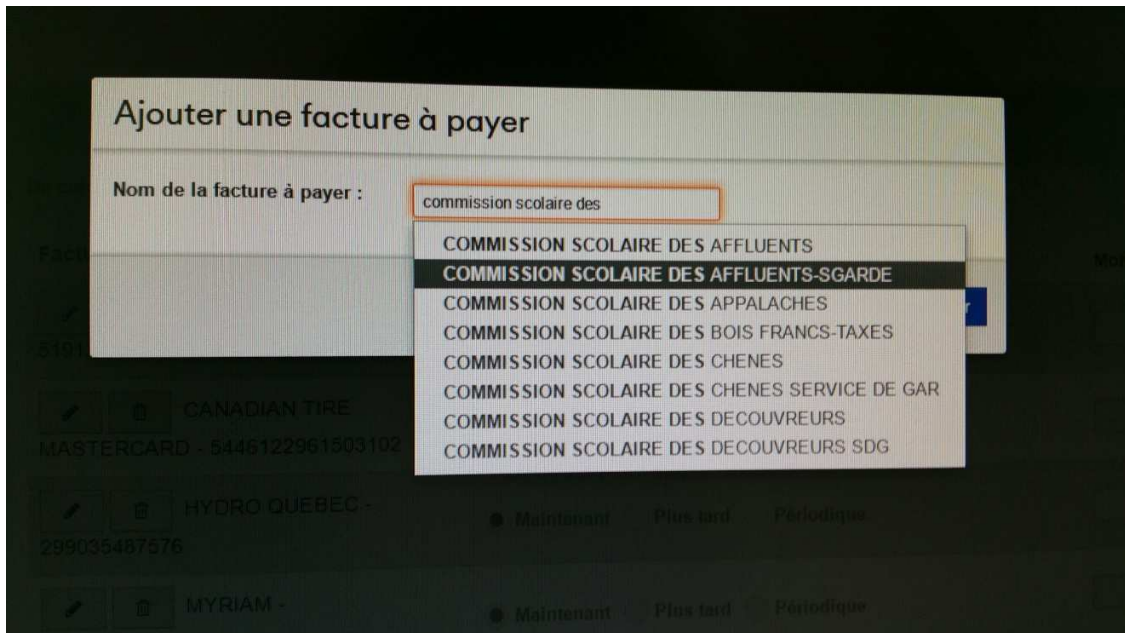 Ajouter une facture à payer
Nom de la facture à payer :
commission scolaire des
COMMISSION SCOLAIRE DES AFFLUENTS
COMMISSION SCOLAIRE DES AFFLUENTS-SGARDE
COMMISSION SCOLAIRE DES APPALACHES
COMMISSION SCOLAIRE DES BOIS FRANCS-TAXES
COMMISSION SCOLAIRE DES CHENES
COMMISSION SCOLAIRE DES CHENES SERVICE DE GAR
COMMISSION SCOLAIRE DES DECOUVREURS
COMMISSION SCOLAIRE DES DECOUVREURS SDG
CANADIAN TIRE
MASTERCARD - 5446122961503102
HYDRO QUEBEC -
299035487576
Maintenant Plus tard Périodique
MYRIAM -
Maintenant Plus tard Périodique